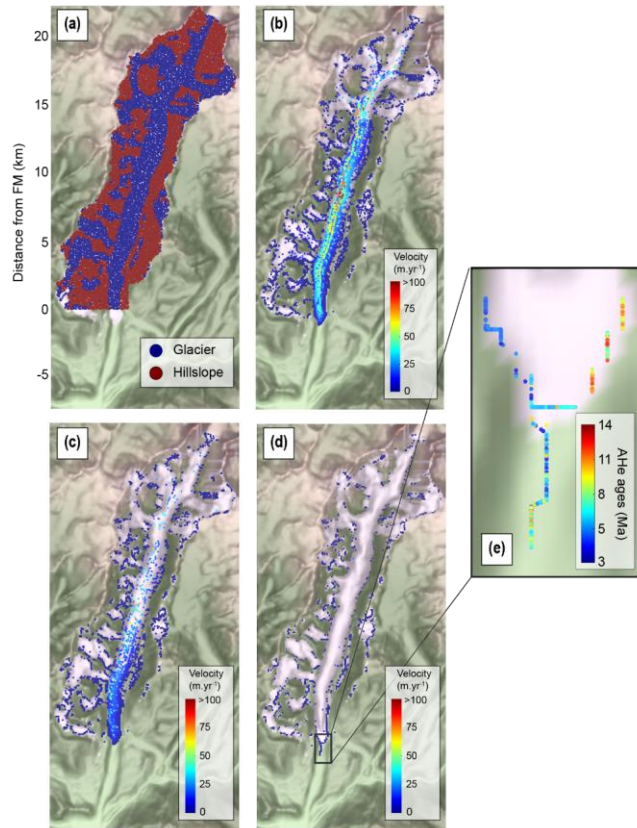 (a)
20
15
10
5
0
-5
Distance from FM (km)
Glacier
Hillslope
(b)
Velocity
(m.yr⁻¹)
>100
75
50
25
0
(c)
Velocity
(m.yr⁻¹)
>100
75
50
25
0
(d)
Velocity
(m.yr⁻¹)
>100
75
50
25
0
(e)
AHe ages (Ma)
14
11
8
5
3